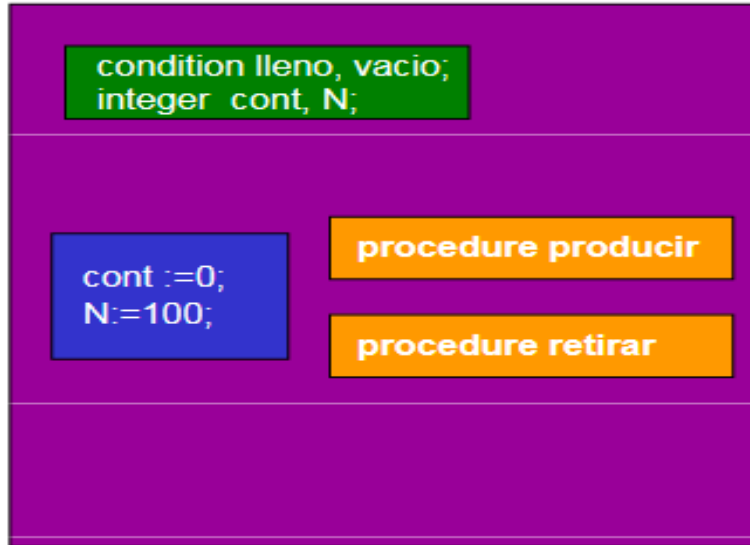 condition lleno, vacio;
integer cont, N;
cont :=0;
N:=100;
procedure producir
procedure retirar